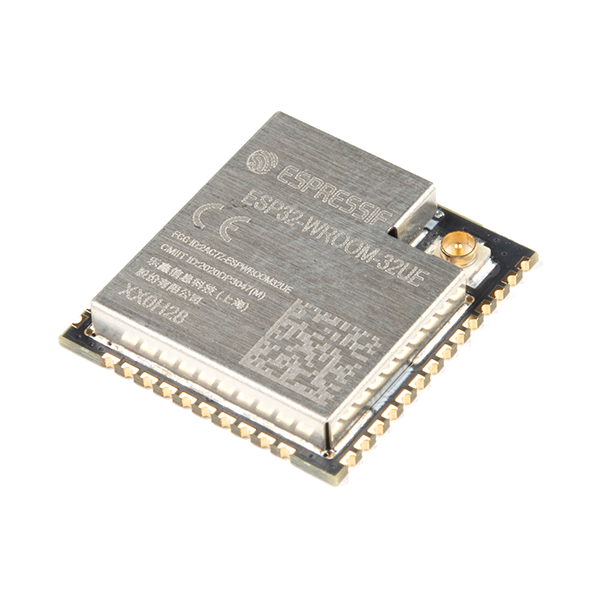 ESPRESSIF
ESP32-WROOM-32UE
CE
FCC ID:2AC7Z-ESPWROOM32UE
CMIIT ID:2020DP3047(M)
乐鑫信息科技(上海)
股份有限公司
XX0H28